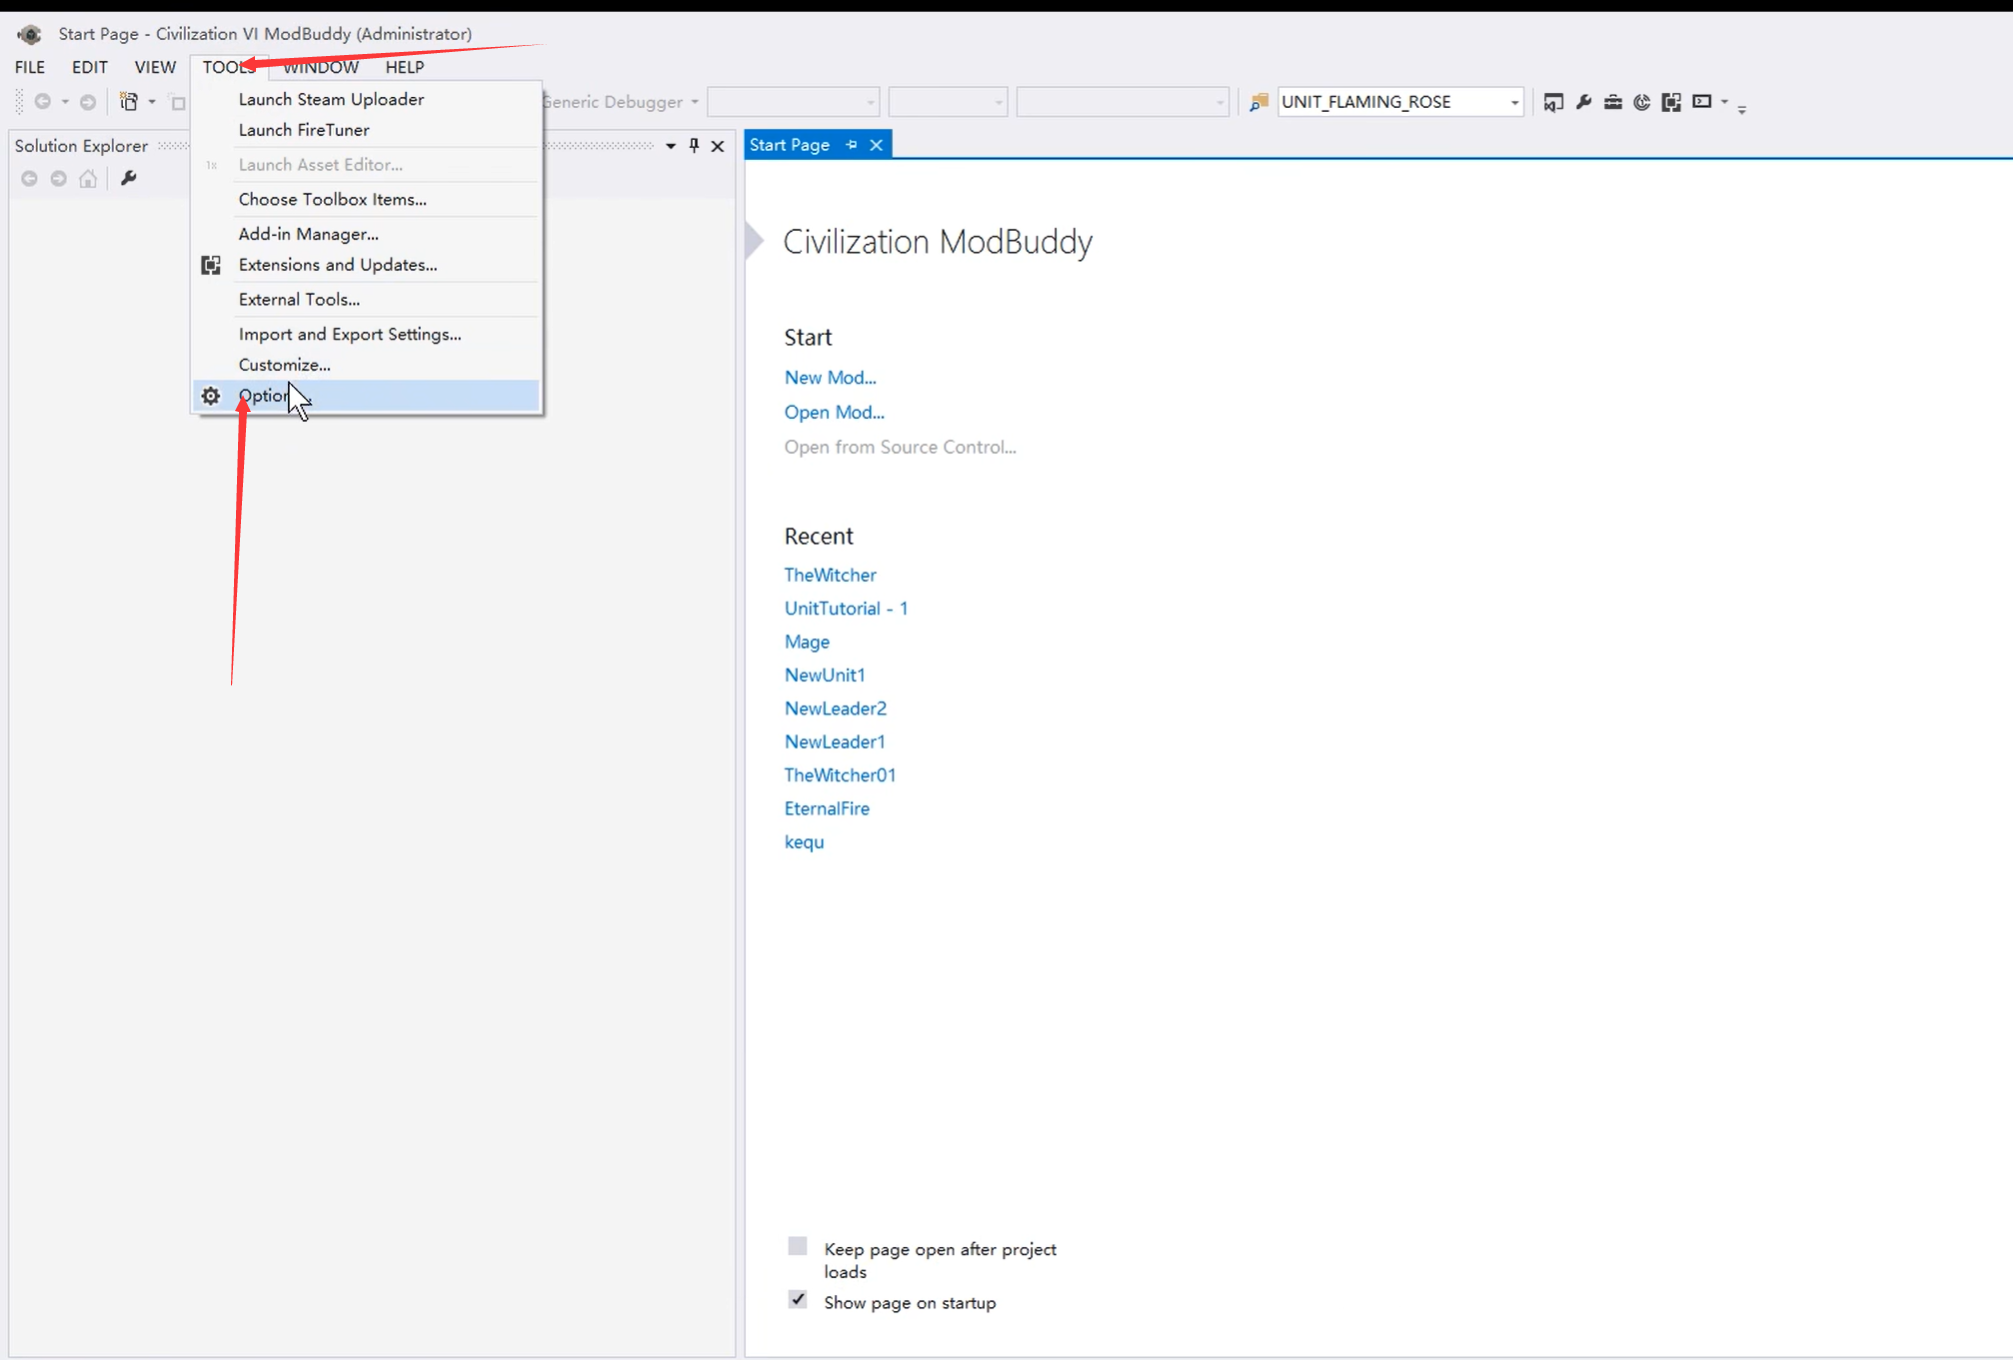 Start Page - Civilization VI ModBuddy (Administrator)
FILE EDIT VIEW TOOLS WINDOW HELP
Generic Debugger
UNIT_FLAMING_ROSE
Solution Explorer
Launch Steam Uploader
Launch FireTuner
Launch Asset Editor...
Choose Toolbox Items...
Add-in Manager...
Extensions and Updates...
External Tools...
Import and Export Settings...
Customize...
Option
Start Page
Civilization ModBuddy
Start
New Mod...
Open Mod...
Open from Source Control...
Recent
TheWitcher
UnitTutorial - 1
Mage
NewUnit1
NewLeader2
NewLeader1
TheWitcher01
EternalFire
kequ
Keep page open after project
loads
Show page on startup